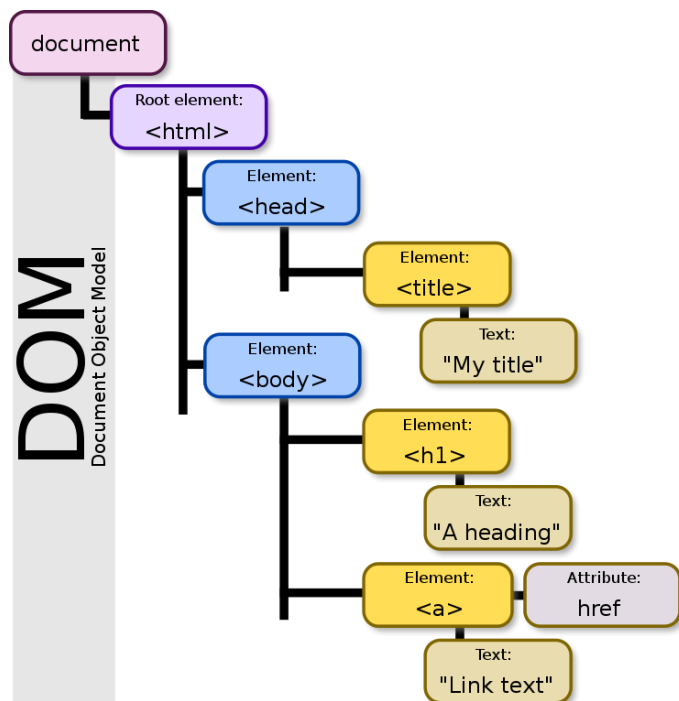 document
Root element:
<html>
Element:
<head>
Element:
<title>
Text:
"My title"
Element:
<body>
Element:
<h1>
Text:
"A heading"
Element:
<a>
Attribute:
href
Text:
"Link text"
DOM
Document Object Model